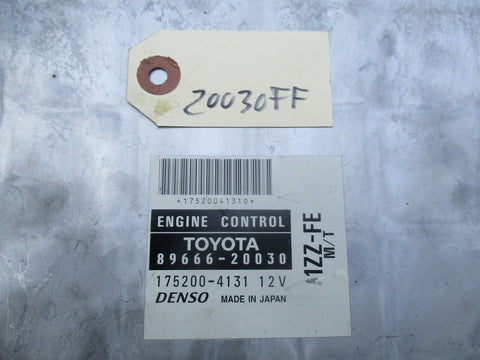 20030FF
*17520041310*
ENGINE CONTROL
TOYOTA
89666-20030
175200-4131 12V
DENSO MADE IN JAPAN
1ZZ-FE
M/T